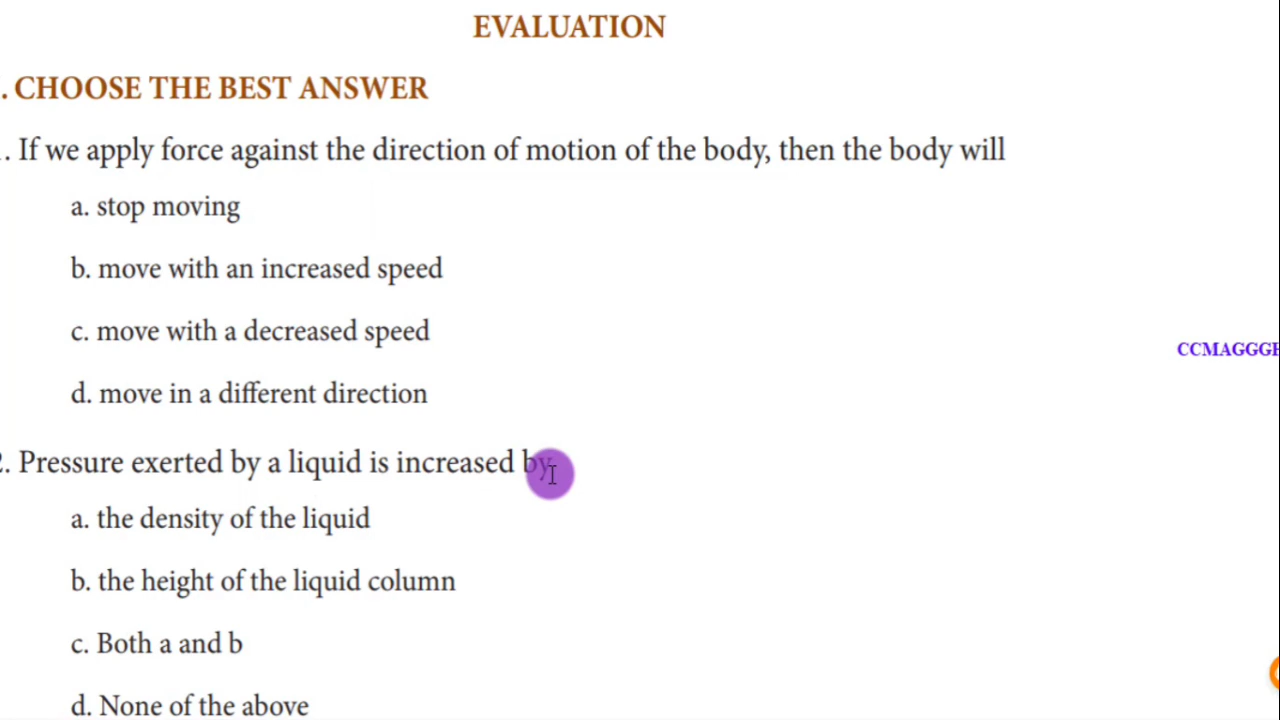 EVALUATION
. CHOOSE THE BEST ANSWER
. If we apply force against the direction of motion of the body, then the body will
a. stop moving
b. move with an increased speed
c. move with a decreased speed
CCMAGGG
d. move in a different direction
2. Pressure exerted by a liquid is increased by
a. the density of the liquid
b. the height of the liquid column
c. Both a and b
d. None of the above